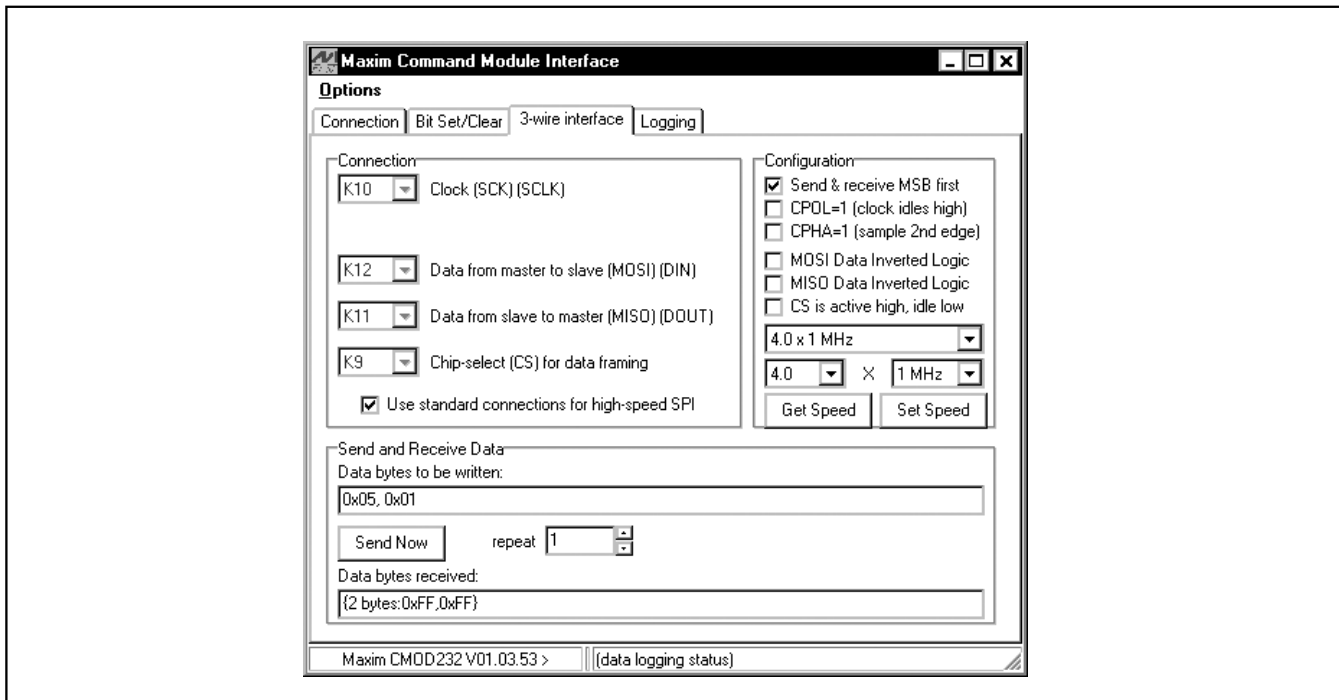 Maxim Command Module Interface
Options
Connection Bit Set/Clear 3-wire interface Logging
Connection
K10 Clock (SCK) (SCLK)
K12 Data from master to slave (MOSI) (DIN)
K11 Data from slave to master (MISO) (DOUT)
K9 Chip-select (CS) for data framing
Use standard connections for high-speed SPI
Configuration
Send & receive MSB first
CPOL=1 (clock idles high)
CPHA=1 (sample 2nd edge)
MOSI Data Inverted Logic
MISO Data Inverted Logic
CS is active high, idle low
4.0 x 1 MHz
4.0 X 1 MHz
Get Speed Set Speed
Send and Receive Data
Data bytes to be written:
0x05, 0x01
Send Now repeat 1
Data bytes received:
{2 bytes:0xFF,0xFF}
Maxim CMOD232 V01.03.53 > (data logging status)